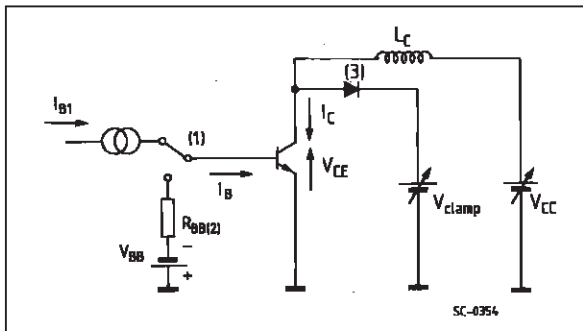 L_C
(3)
I_B1
(1)
I_C
V_CE
I_B
V_clamp
V_CC
R_BB(2)
V_BB
−
+
SC-0354